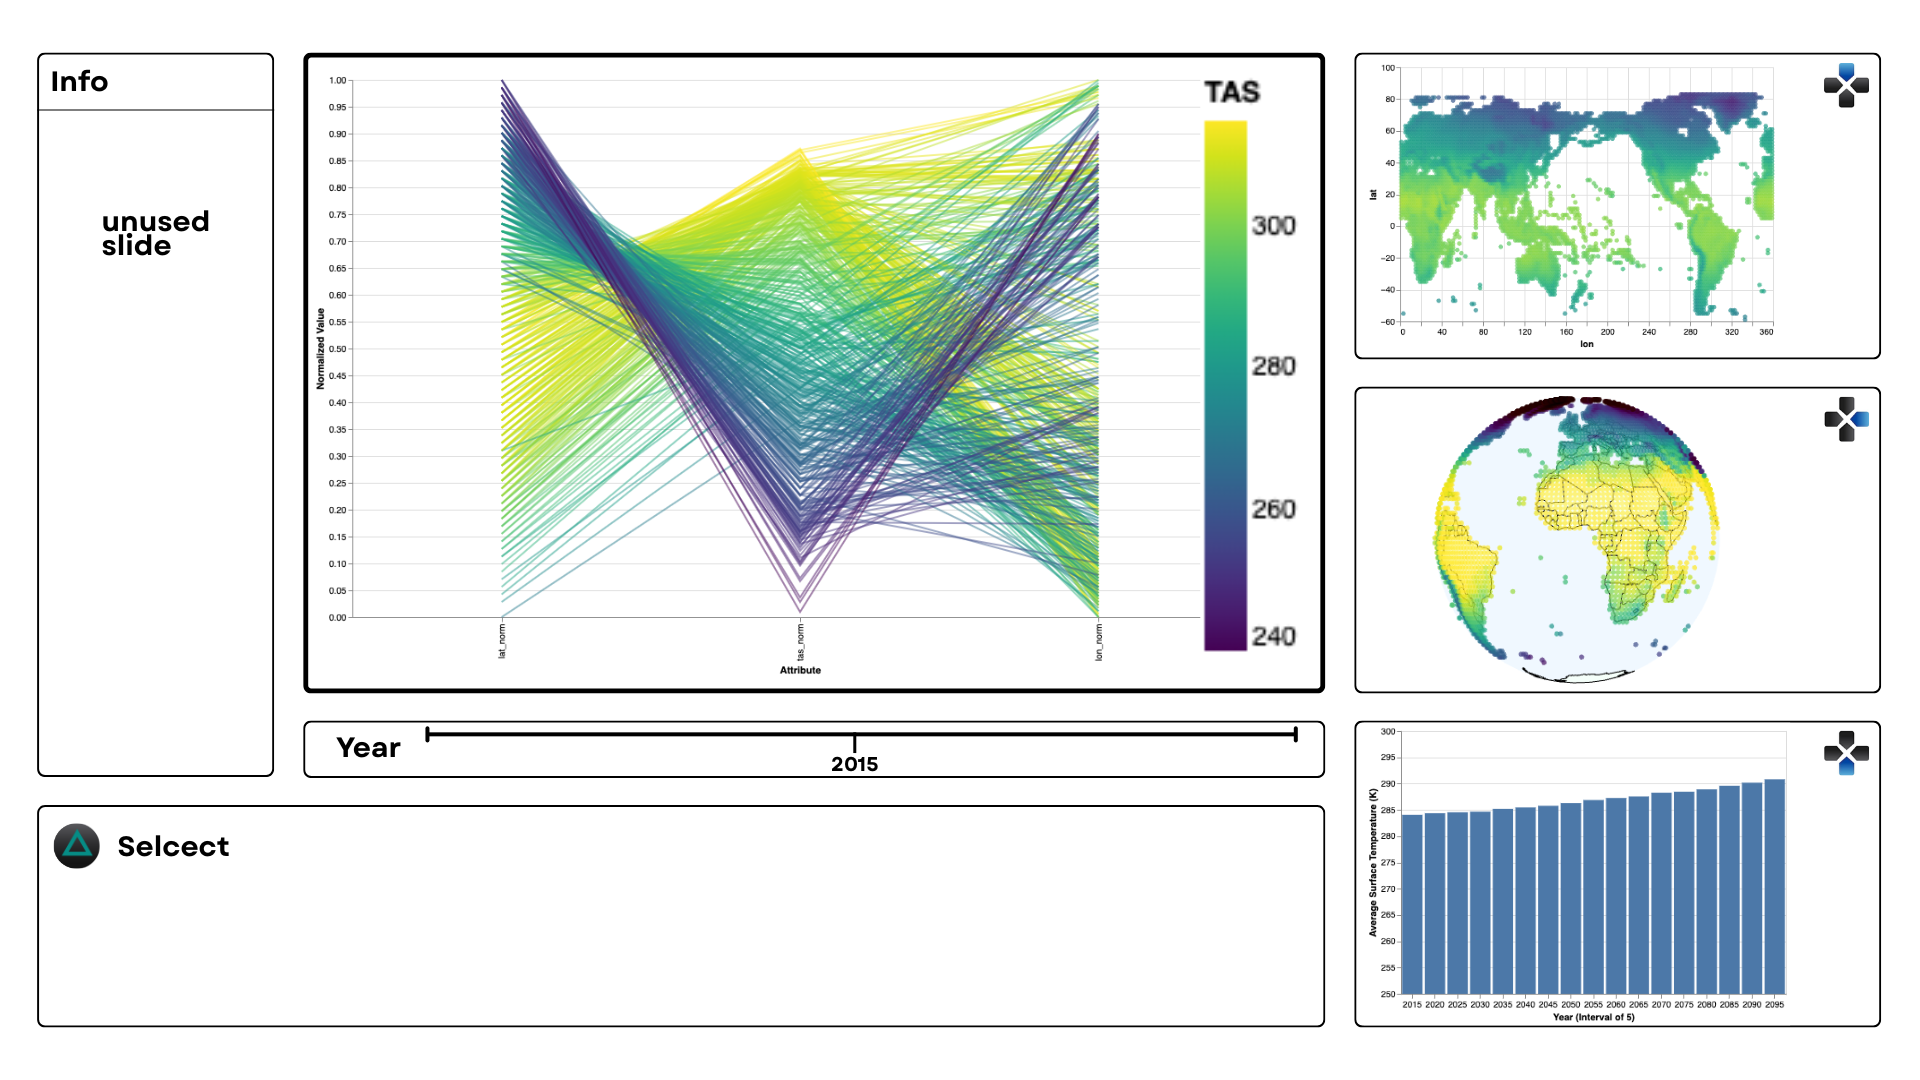 Info
unused
slide
1.00
0.95
0.90
0.85
0.80
0.75
0.70
0.65
0.60
0.55
0.50
0.45
0.40
0.35
0.30
0.25
0.20
0.15
0.10
0.05
0.00
Normalized Value
lat_norm
tas_norm
lon_norm
Attribute
TAS
300
280
260
240
Year
2015
Selcect
100
80
60
40
20
0
−20
−40
−60
lat
0 40 80 120 160 200 240 280 320 360
lon
300
295
290
285
280
275
270
265
260
255
250
Average Surface Temperature (K)
2015 2020 2025 2030 2035 2040 2045 2050 2055 2060 2065 2070 2075 2080 2085 2090 2095
Year (Interval of 5)